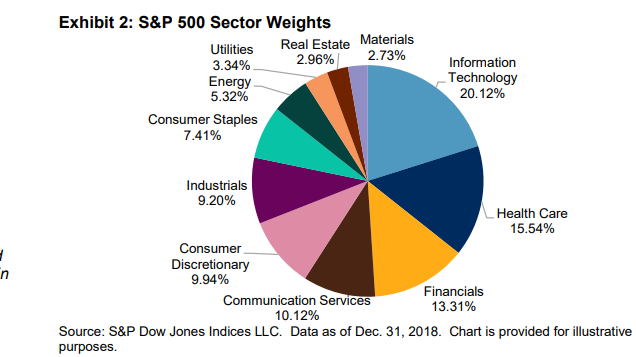 Exhibit 2: S&P 500 Sector Weights
Materials
2.73%
Real Estate
2.96%
Utilities
3.34%
Energy
5.32%
Consumer Staples
7.41%
Industrials
9.20%
Consumer
Discretionary
9.94%
Communication Services
10.12%
Financials
13.31%
Health Care
15.54%
Information
Technology
20.12%
Source: S&P Dow Jones Indices LLC.  Data as of Dec. 31, 2018.  Chart is provided for illustrative
purposes.